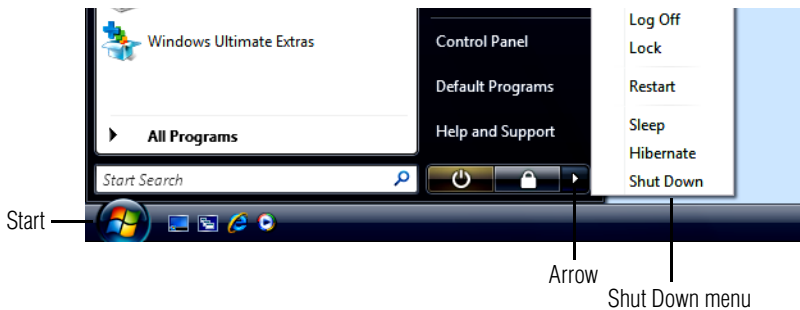 Windows Ultimate Extras
All Programs
Start Search
Control Panel
Default Programs
Help and Support
Log Off
Lock
Restart
Sleep
Hibernate
Shut Down
Start
Arrow
Shut Down menu